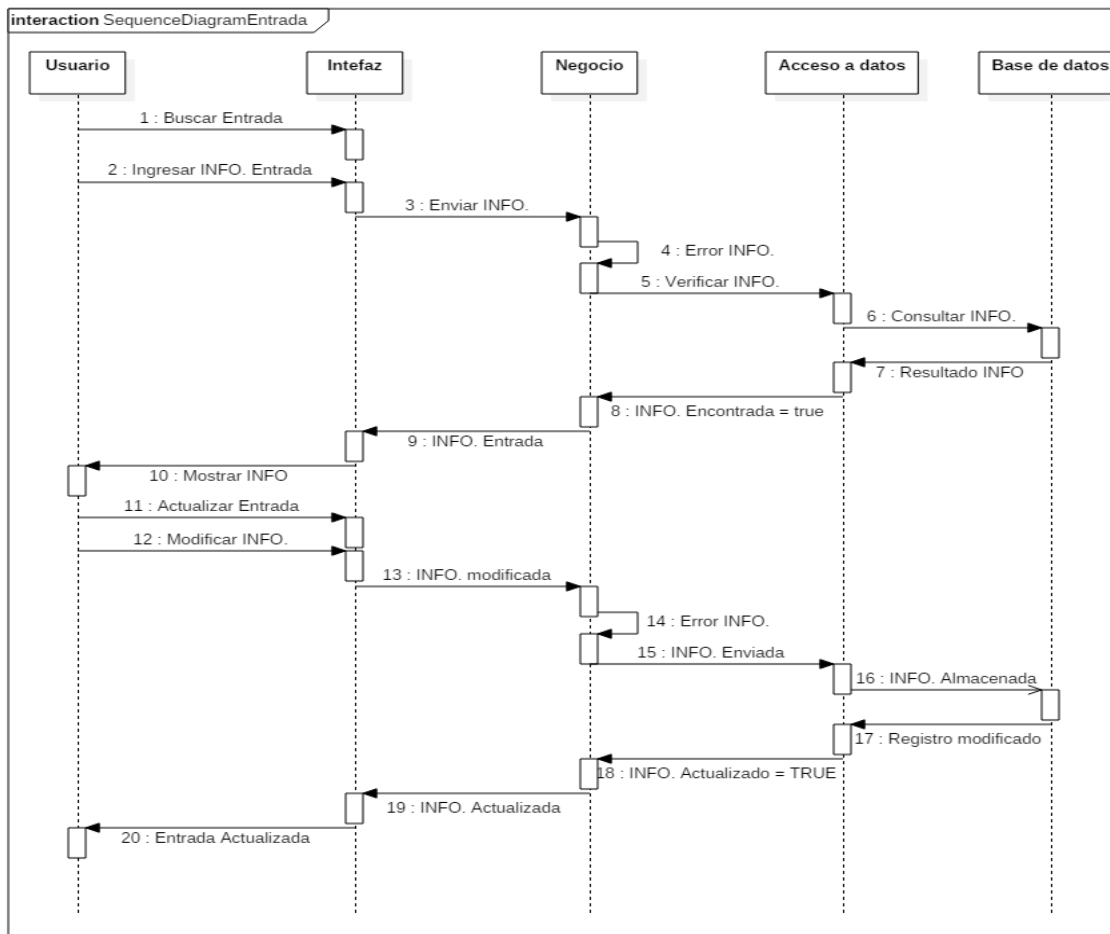 interaction SequenceDiagramEntrada
Usuario
Intefaz
Negocio
Acceso a datos
Base de datos
1 : Buscar Entrada
2 : Ingresar INFO. Entrada
3 : Enviar INFO.
4 : Error INFO.
5 : Verificar INFO.
6 : Consultar INFO.
7 : Resultado INFO
8 : INFO. Encontrada = true
9 : INFO. Entrada
10 : Mostrar INFO
11 : Actualizar Entrada
12 : Modificar INFO.
13 : INFO. modificada
14 : Error INFO.
15 : INFO. Enviada
16 : INFO. Almacenada
17 : Registro modificado
18 : INFO. Actualizado = TRUE
19 : INFO. Actualizada
20 : Entrada Actualizada